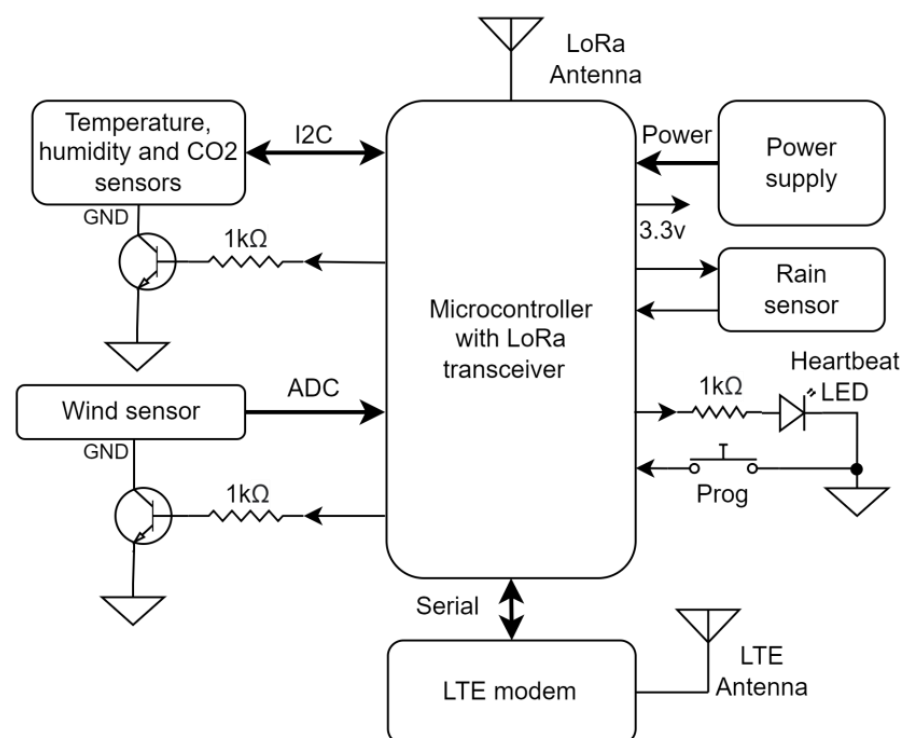 LoRa
Antenna
Temperature,
humidity and CO2
sensors
I2C
Power
Power
supply
GND
1kΩ
3.3v
Rain
sensor
Microcontroller
with LoRa
transceiver
Heartbeat
LED
1kΩ
Wind sensor
ADC
GND
1kΩ
Prog
Serial
LTE modem
LTE
Antenna